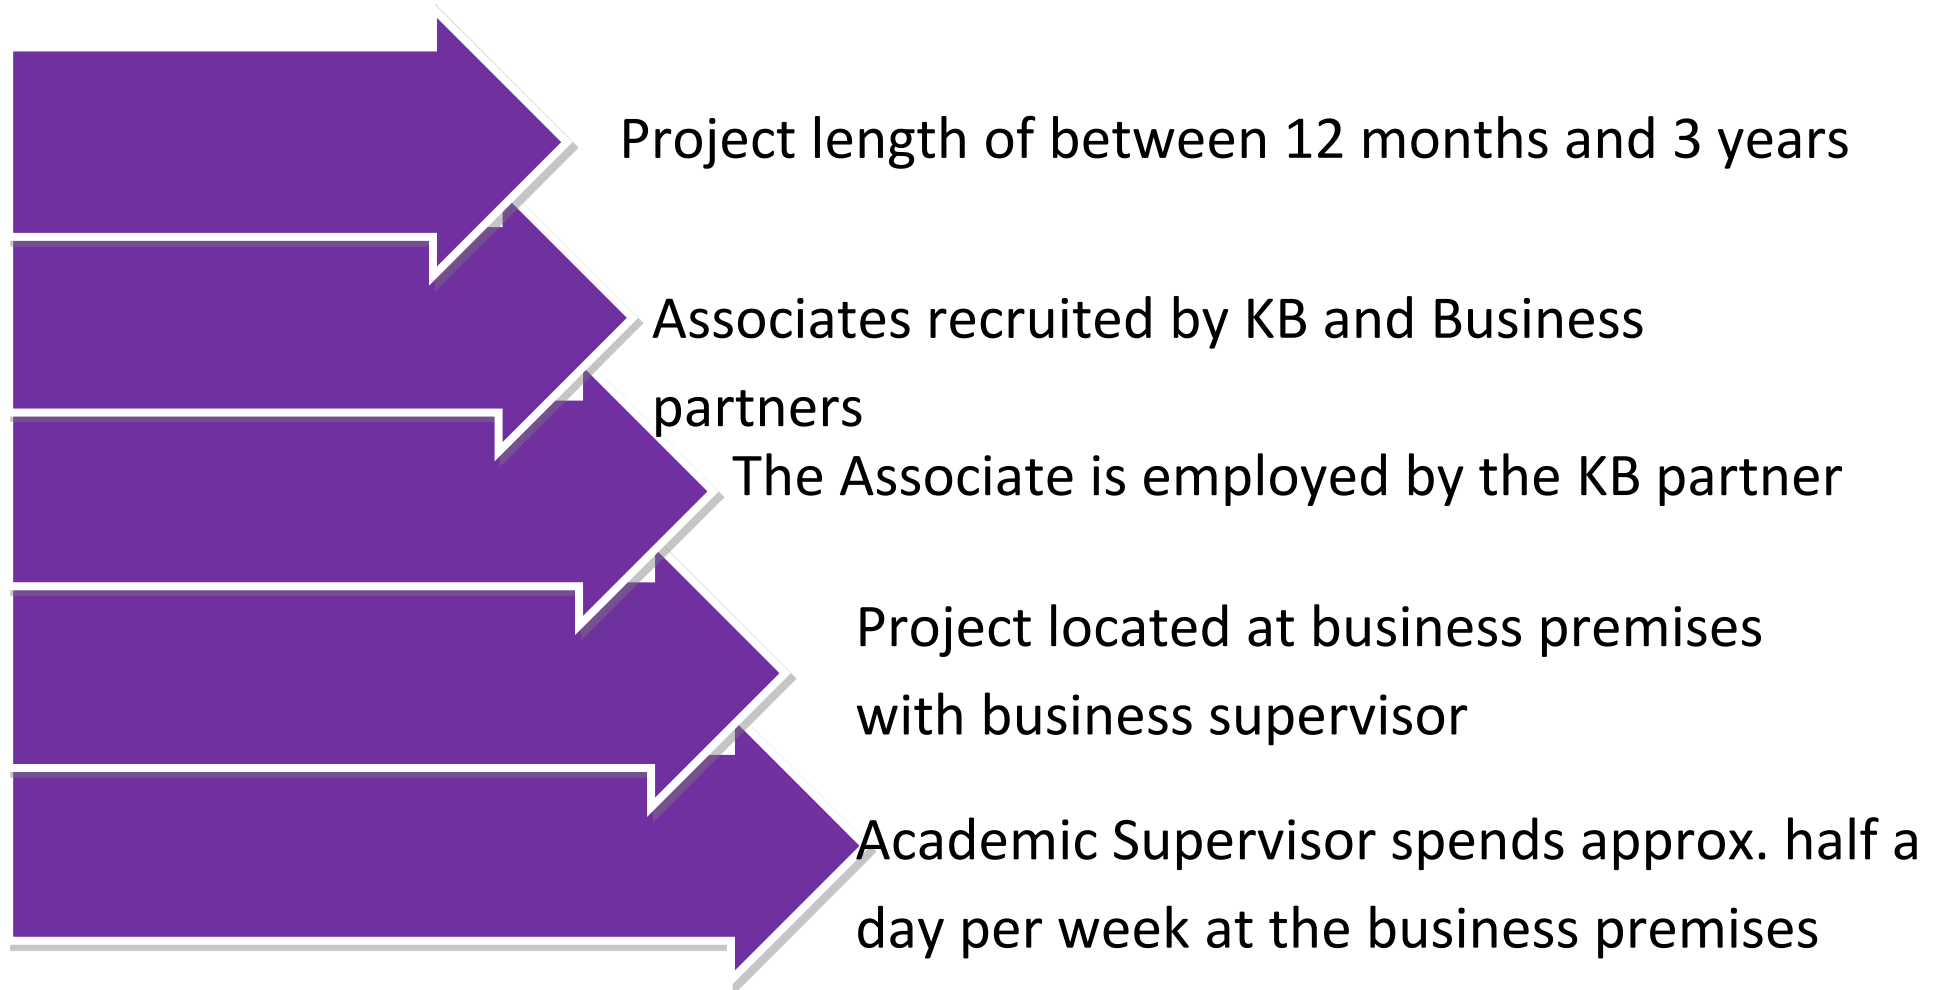 Project length of between 12 months and 3 years
Associates recruited by KB and Business
partners
The Associate is employed by the KB partner
Project located at business premises
with business supervisor
Academic Supervisor spends approx. half a
day per week at the business premises